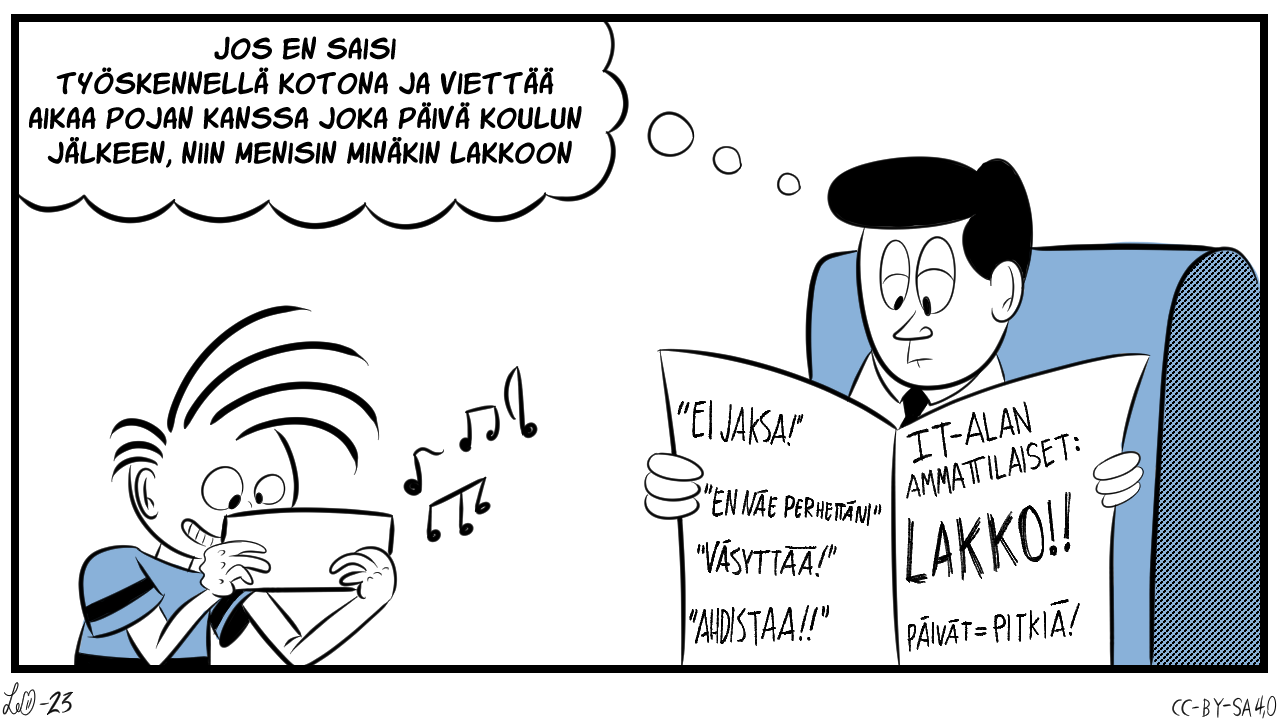 JOS EN SAISI
TYÖSKENNELLÄ KOTONA JA VIETTÄÄ
AIKAA POJAN KANSSA JOKA PÄIVÄ KOULUN
JÄLKEEN, NIIN MENISIN MINÄKIN LAKKOON
"EI JAKSA!"
"EN NÄE PERHETTÄNI"
"VÄSYTTÄÄ!"
"AHDISTAA!!"
IT-ALAN
AMMATTILAISET:
LAKKO!!
PÄIVÄT=PITKIÄ!
-23
CC-BY-SA 4,0